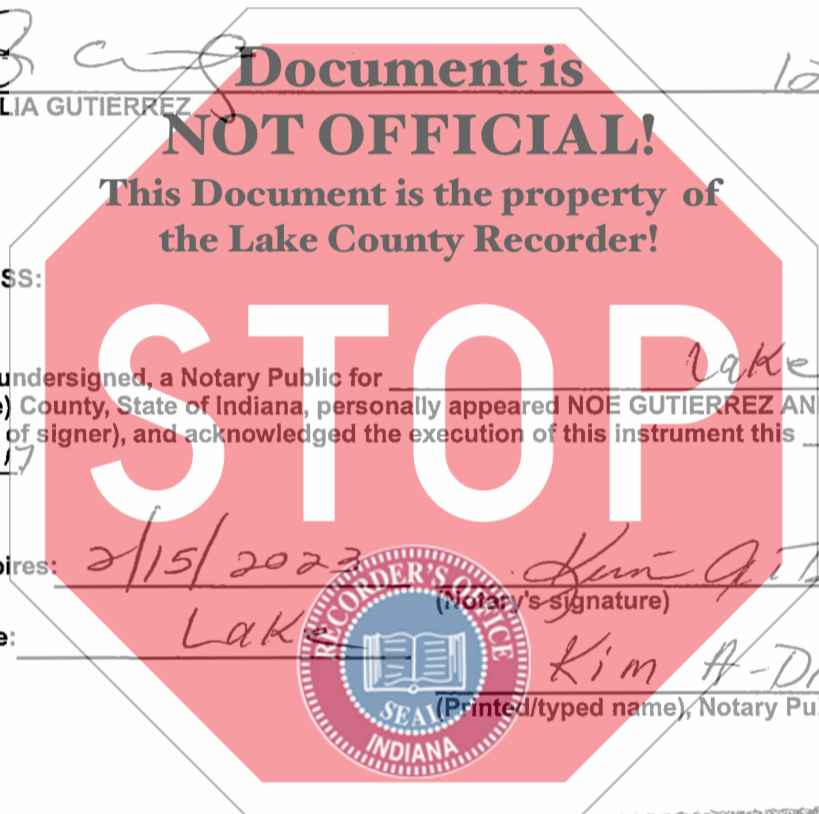 Document is
LIA GUTIERREZ
NOT OFFICIAL!
This Document is the property of
the Lake County Recorder!
SS:
STOP
undersigned, a Notary Public for Lake
e) County, State of Indiana, personally appeared NOE GUTIERREZ AN
of signer), and acknowledged the execution of this instrument this
ires: 2/15/2023
(Notary's signature)
e: Lake
Kim A-
(Printed/typed name), Notary Pu
RECORDER'S OFFICE
SEAL
INDIANA